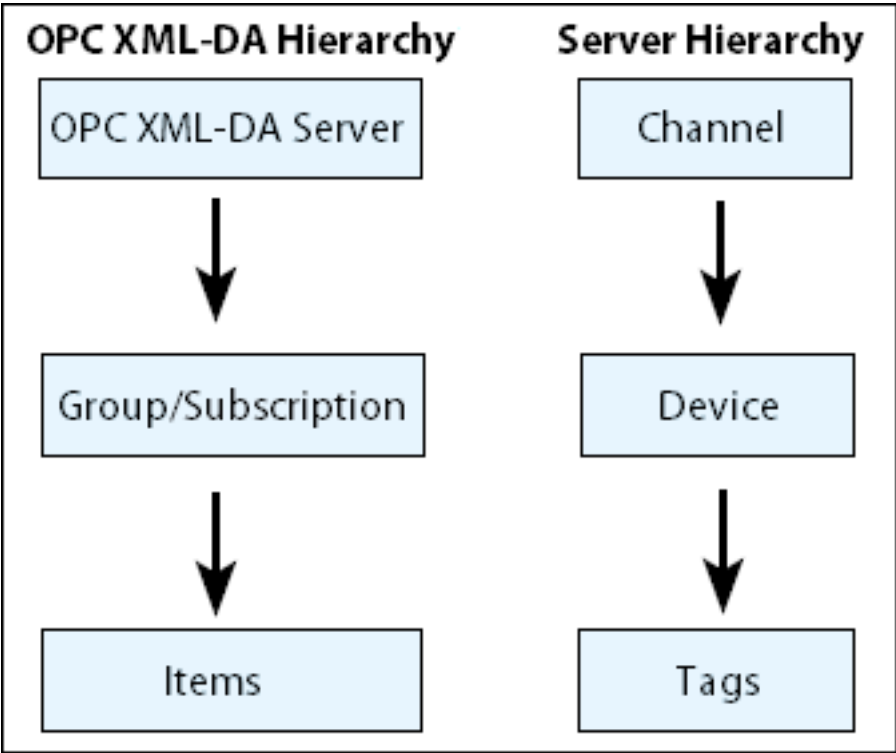 OPC XML-DA Hierarchy
Server Hierarchy
OPC XML-DA Server
Channel
Group/Subscription
Device
Items
Tags